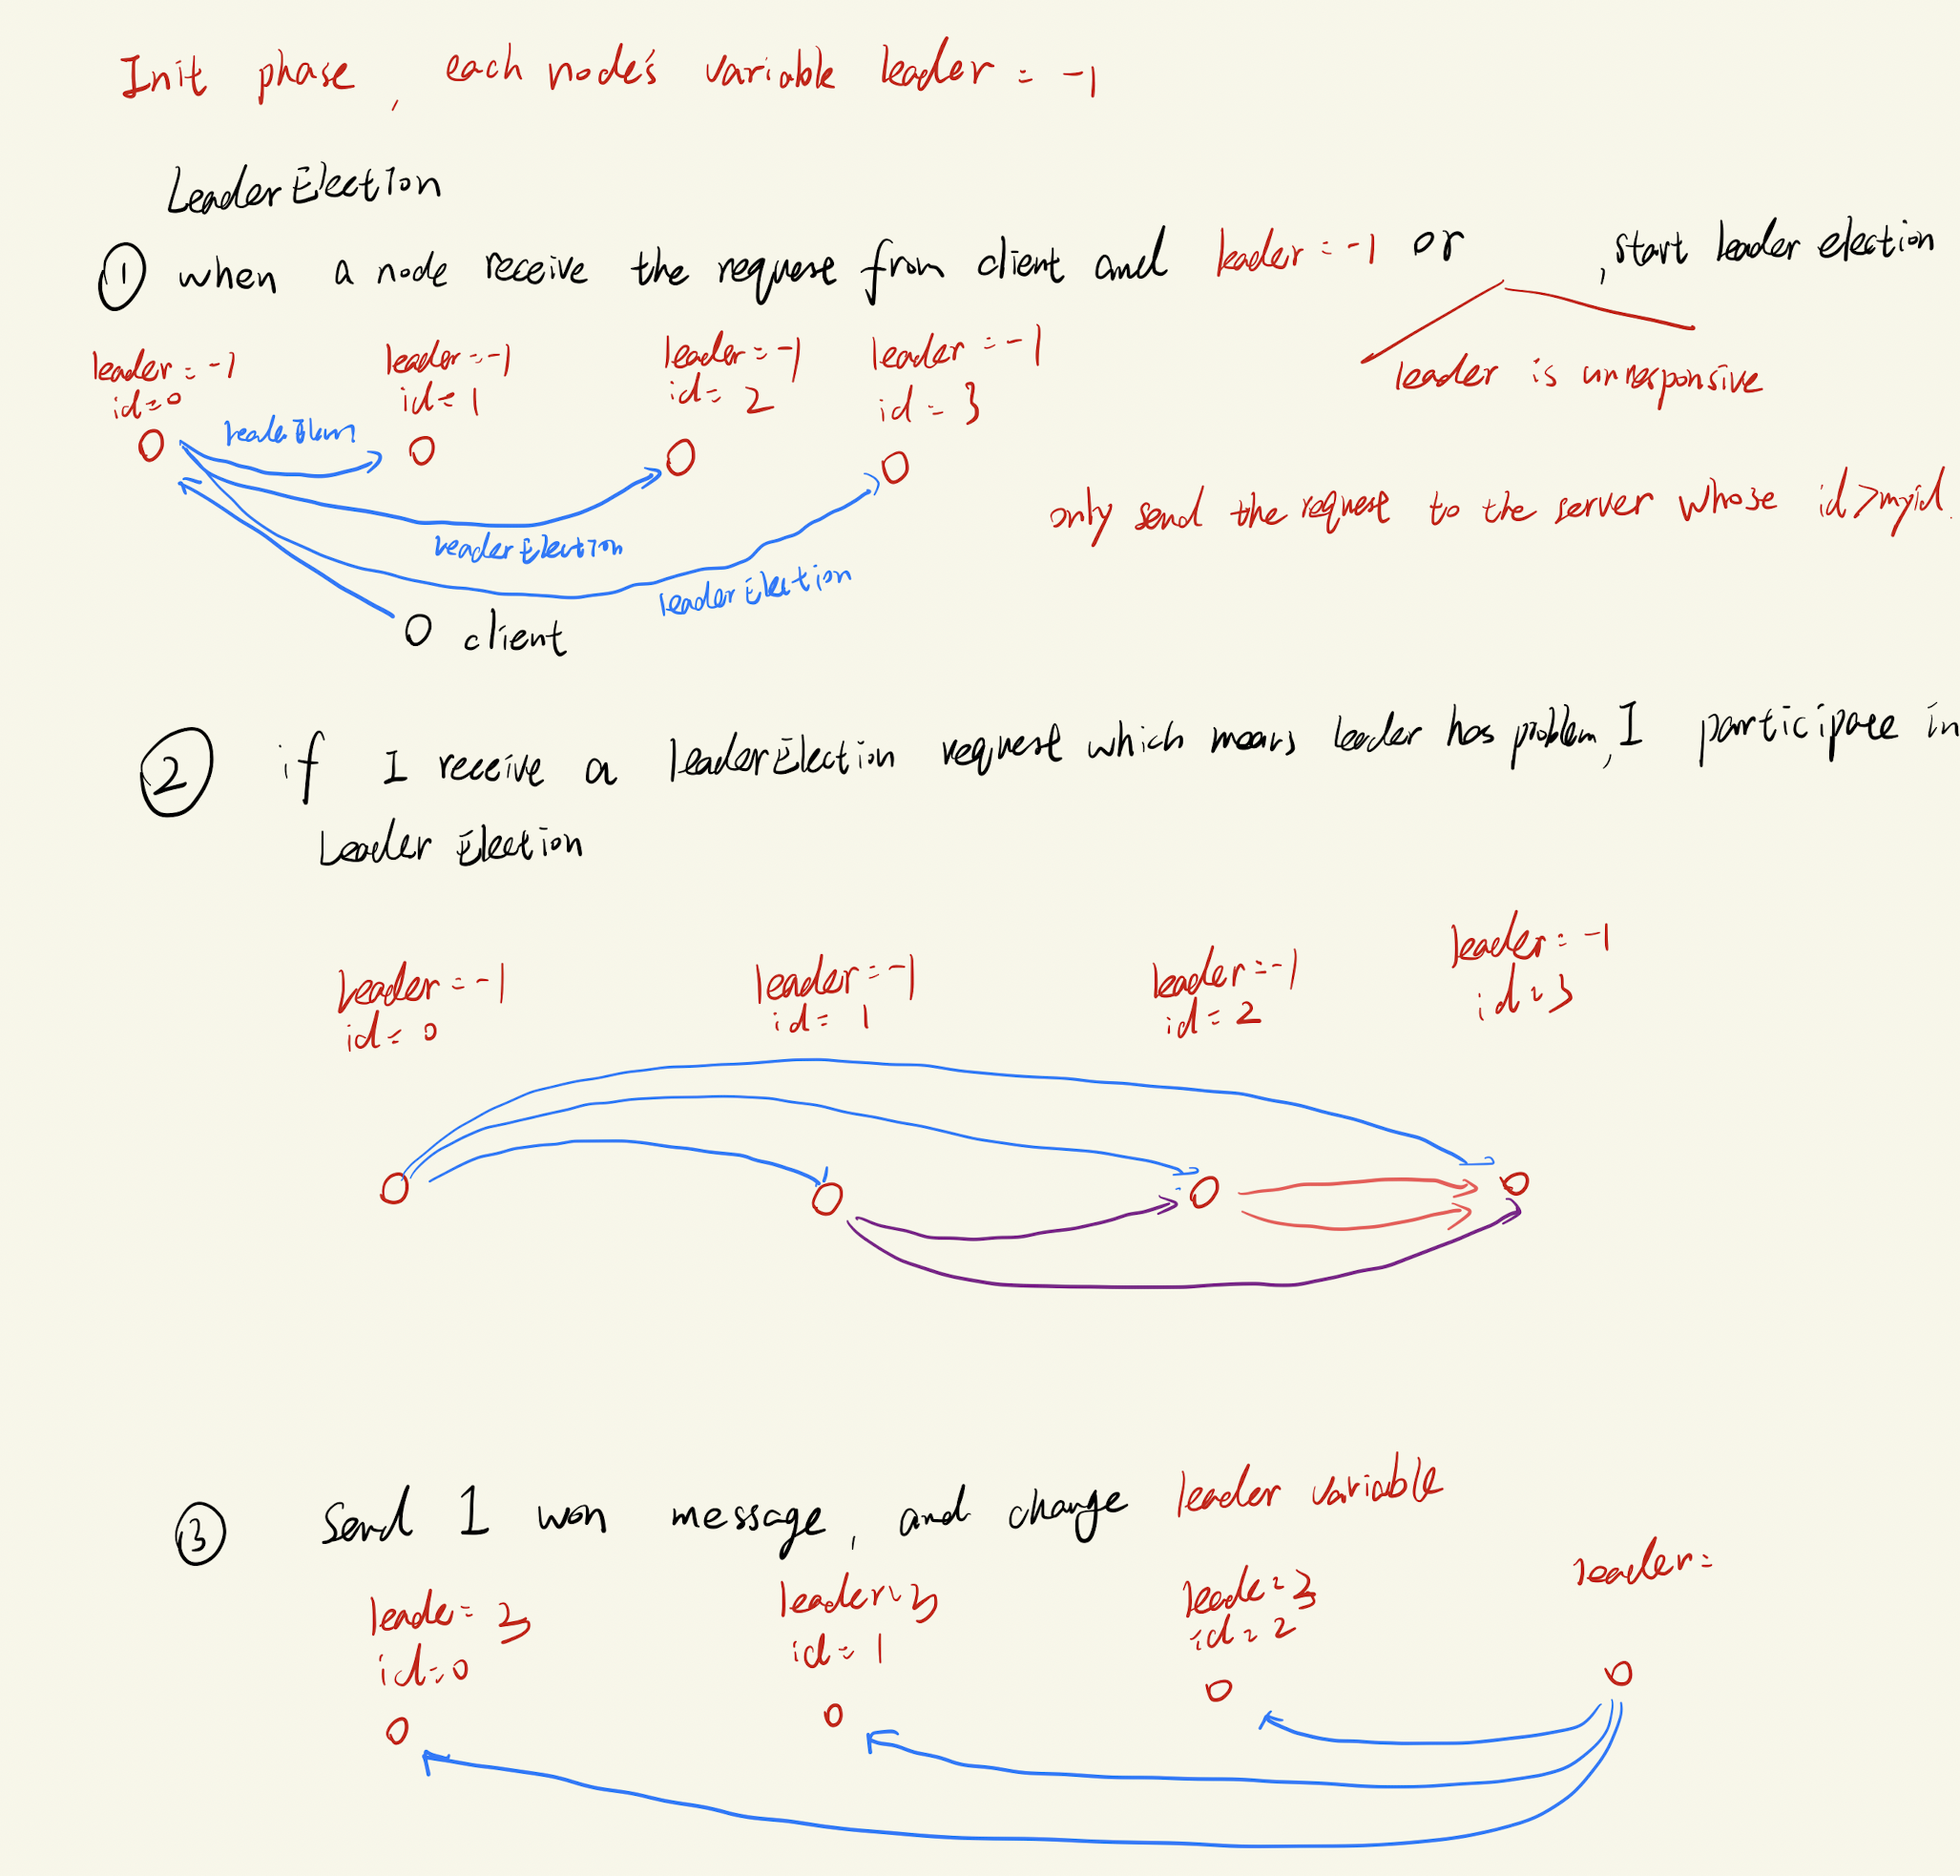 Init phase, each node's variable leader = -1
Leader Election
① when a node receive the request from client and leader = -1 or , start leader election
leader is unresponsive
leader = -1
id=0
leader=-1
id=1
leader=-1
id=2
leader=-1
id=3
leaderElection
leaderElection
only send the request to the server whose id>myid.
client
② if I receive a leaderElection request which means leader has problem, I participate in
Leader Election
Leader=-1
id=0
leader=-1
id=1
leader=-1
id=2
leader=-1
id=3
③ Send I won message, and change leader variable
leade=3
id=0
leader=3
id=1
leade=3
id=2
leader=